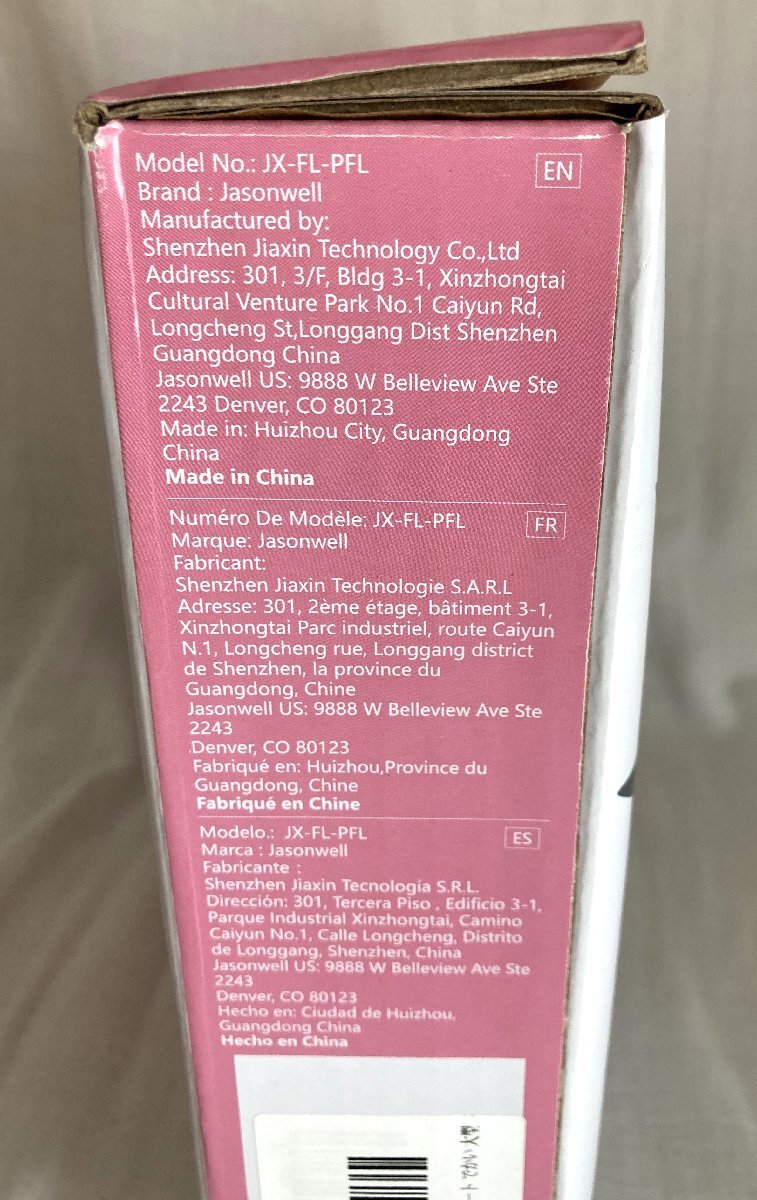 Model No.: JX-FL-PFL
EN
Brand : Jasonwell
Manufactured by:
Shenzhen Jiaxin Technology Co.,Ltd
Address: 301, 3/F, Bldg 3-1, Xinzhongtai
Cultural Venture Park No.1 Caiyun Rd,
Longcheng St,Longgang Dist Shenzhen
Guangdong China
Jasonwell US: 9888 W Belleview Ave Ste
2243 Denver, CO 80123
Made in: Huizhou City, Guangdong
China
Made in China
Numéro De Modèle: JX-FL-PFL
FR
Marque: Jasonwell
Fabricant:
Shenzhen Jiaxin Technologie S.A.R.L
Adresse: 301, 2ème étage, bâtiment 3-1,
Xinzhongtai Parc industriel, route Caiyun
N.1, Longcheng rue, Longgang district
de Shenzhen, la province du
Guangdong, Chine
Jasonwell US: 9888 W Belleview Ave Ste
2243
Denver, CO 80123
Fabriqué en: Huizhou,Province du
Guangdong, Chine
Fabriqué en Chine
Modelo.: JX-FL-PFL
ES
Marca : Jasonwell
Fabricante :
Shenzhen Jiaxin Tecnología S.R.L.
Dirección: 301, Tercera Piso , Edificio 3-1,
Parque Industrial Xinzhongtai, Camino
Caiyun No.1, Calle Longcheng, Distrito
de Longgang, Shenzhen, China
Jasonwell US: 9888 W Belleview Ave Ste
2243
Denver, CO 80123
Hecho en: Ciudad de Huizhou,
Guangdong China
Hecho en China